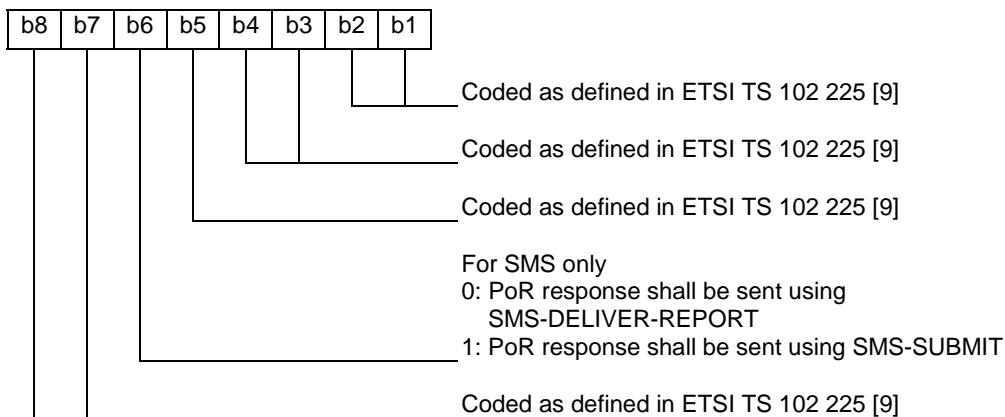 b8 b7 b6 b5 b4 b3 b2 b1
Coded as defined in ETSI TS 102 225 [9]
Coded as defined in ETSI TS 102 225 [9]
Coded as defined in ETSI TS 102 225 [9]
For SMS only
0: PoR response shall be sent using
SMS-DELIVER-REPORT
1: PoR response shall be sent using SMS-SUBMIT
Coded as defined in ETSI TS 102 225 [9]